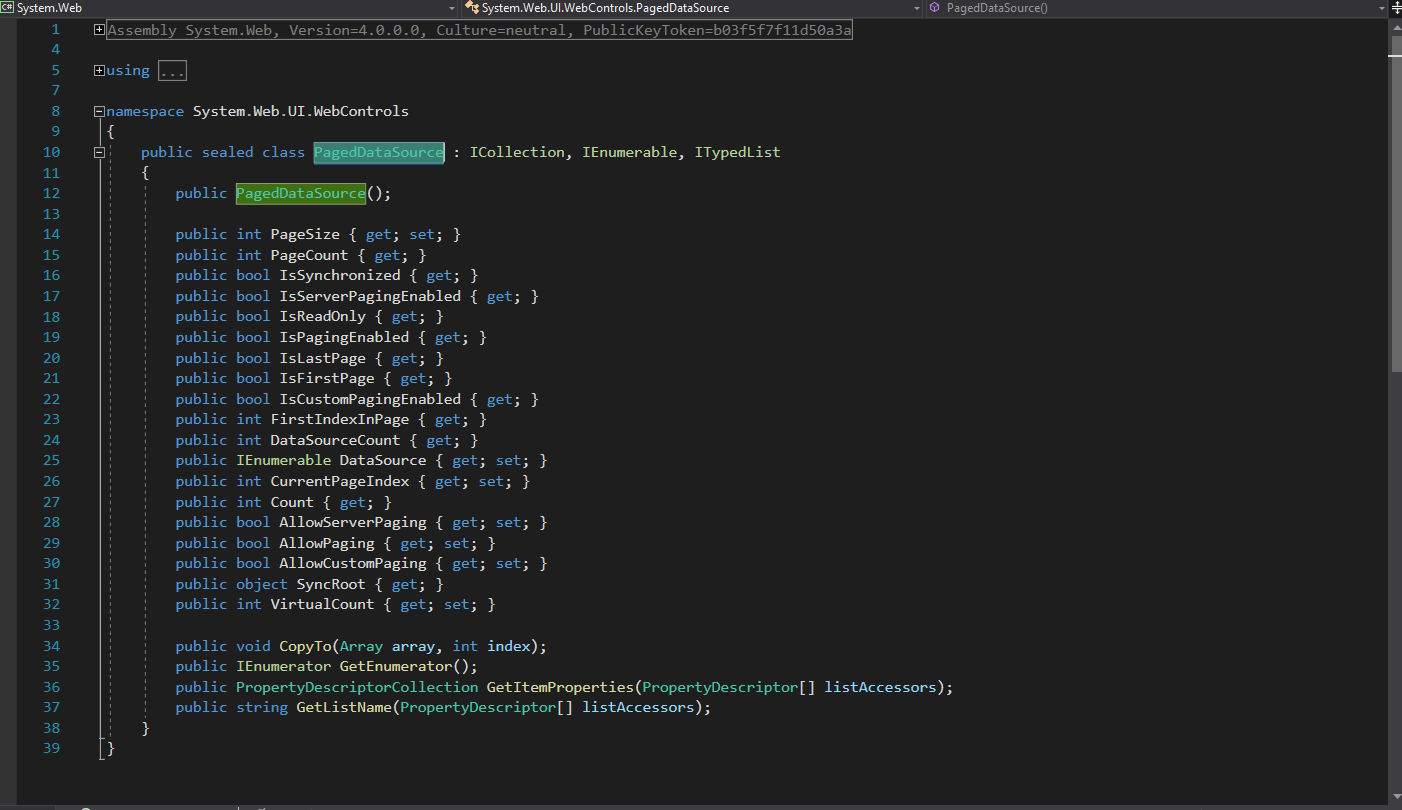 System.Web System.Web.UI.WebControls.PagedDataSource PagedDataSource()
1 Assembly System.Web, Version=4.0.0.0, Culture=neutral, PublicKeyToken=b03f5f7f11d50a3a
4
5 using ...
7
8 namespace System.Web.UI.WebControls
9 {
10 public sealed class PagedDataSource : ICollection, IEnumerable, ITypedList
11 {
12 public PagedDataSource();
13
14 public int PageSize { get; set; }
15 public int PageCount { get; }
16 public bool IsSynchronized { get; }
17 public bool IsServerPagingEnabled { get; }
18 public bool IsReadOnly { get; }
19 public bool IsPagingEnabled { get; }
20 public bool IsLastPage { get; }
21 public bool IsFirstPage { get; }
22 public bool IsCustomPagingEnabled { get; }
23 public int FirstIndexInPage { get; }
24 public int DataSourceCount { get; }
25 public IEnumerable DataSource { get; set; }
26 public int CurrentPageIndex { get; set; }
27 public int Count { get; }
28 public bool AllowServerPaging { get; set; }
29 public bool AllowPaging { get; set; }
30 public bool AllowCustomPaging { get; set; }
31 public object SyncRoot { get; }
32 public int VirtualCount { get; set; }
33
34 public void CopyTo(Array array, int index);
35 public IEnumerator GetEnumerator();
36 public PropertyDescriptorCollection GetItemProperties(PropertyDescriptor[] listAccessors);
37 public string GetListName(PropertyDescriptor[] listAccessors);
38 }
39 }